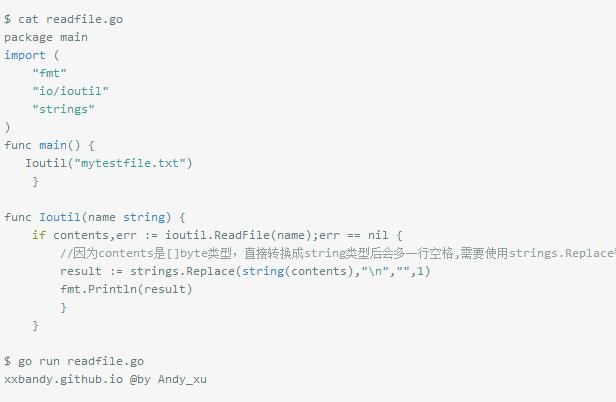 $ cat readfile.go
package main
import (
    "fmt"
    "io/ioutil"
    "strings"
)
func main() {
   Ioutil("mytestfile.txt")
    }

func Ioutil(name string) {
    if contents,err := ioutil.ReadFile(name);err == nil {
        //因为contents是[]byte类型，直接转换成string类型后会多一行空格,需要使用strings.Replace
        result := strings.Replace(string(contents),"\n","",1)
        fmt.Println(result)
        }
    }

$ go run readfile.go
xxbandy.github.io @by Andy_xu